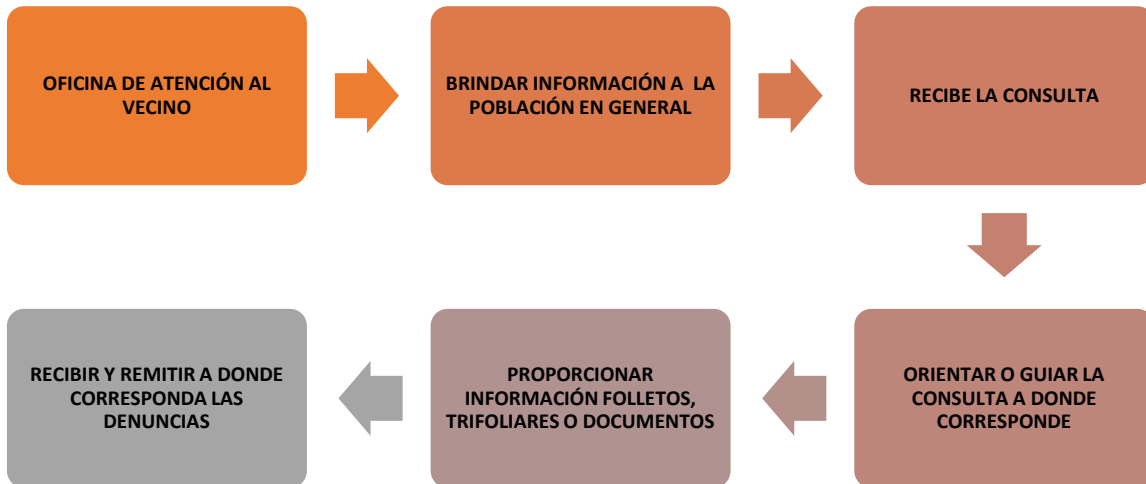 OFICINA DE ATENCIÓN AL
VECINO
BRINDAR INFORMACIÓN A LA
POBLACIÓN EN GENERAL
RECIBE LA CONSULTA
ORIENTAR O GUIAR LA
CONSULTA A DONDE
CORRESPONDE
PROPORCIONAR
INFORMACIÓN FOLLETOS,
TRIFOLIARES O DOCUMENTOS
RECIBIR Y REMITIR A DONDE
CORRESPONDA LAS
DENUNCIAS